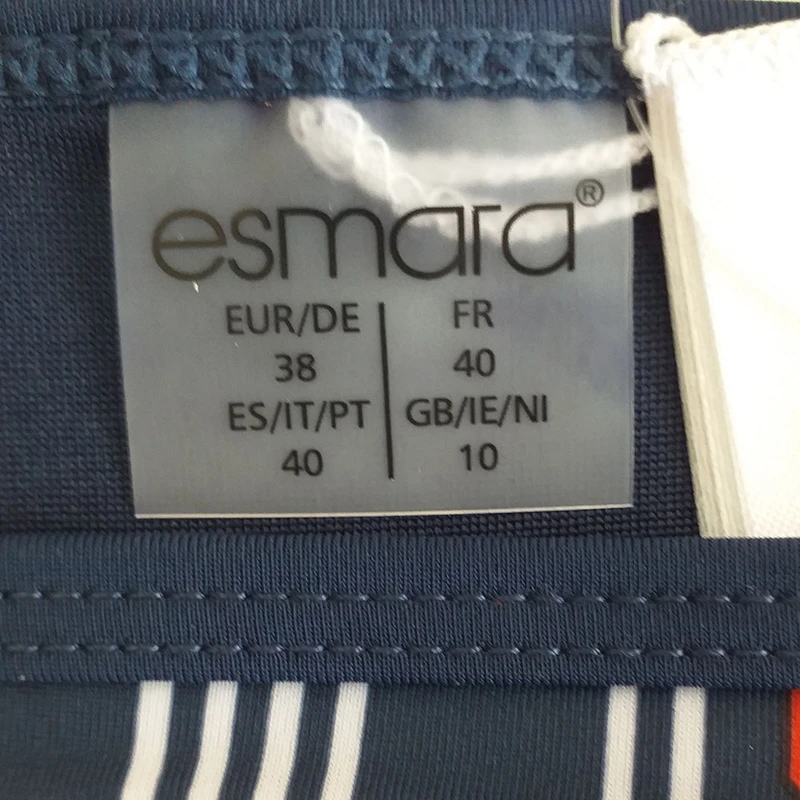 esmara®
EUR/DE
38
ES/IT/PT
40
FR
40
GB/IE/NI
10